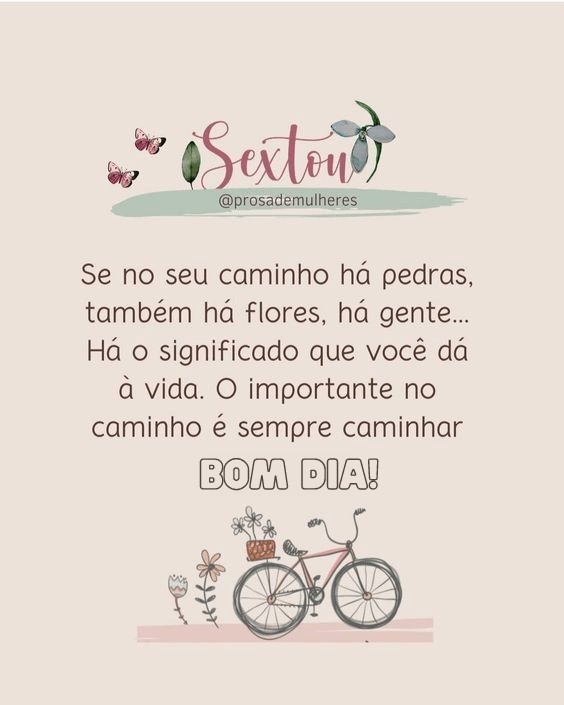 Sextou
@prosademulheres
Se no seu caminho há pedras,
também há flores, há gente...
Há o significado que você dá
à vida. O importante no
caminho é sempre caminhar
BOM DIA!